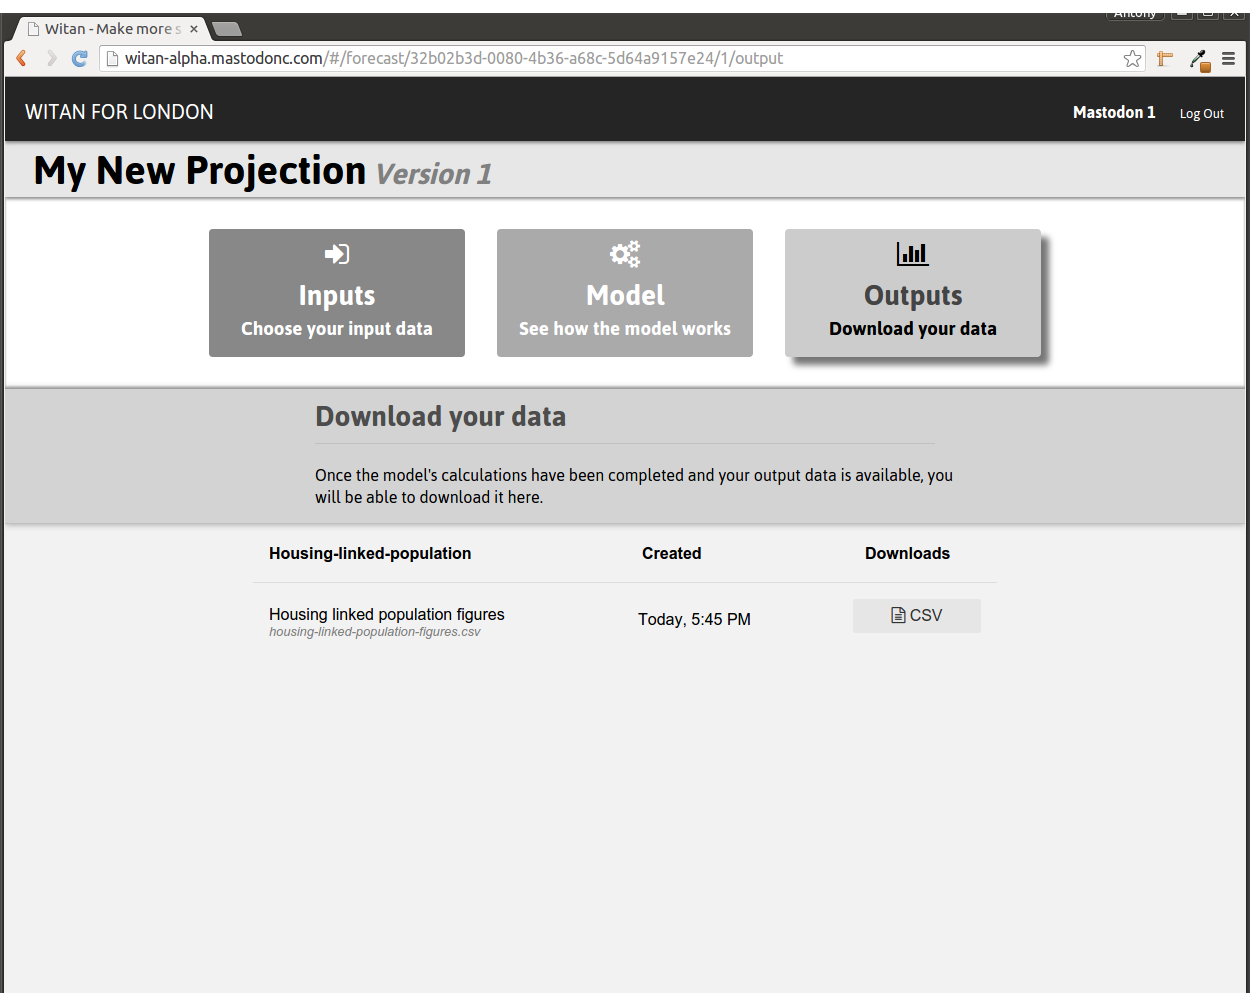 Antony
Witan - Make more s
witan-alpha.mastodonc.com/#/forecast/32b02b3d-0080-4b36-a68c-5d64a9157e24/1/output
WITAN FOR LONDON
Mastodon 1 Log Out
My New Projection Version 1
Inputs
Choose your input data
Model
See how the model works
Outputs
Download your data
Download your data
Once the model's calculations have been completed and your output data is available, you
will be able to download it here.
Housing-linked-population Created Downloads
Housing linked population figures
housing-linked-population-figures.csv
Today, 5:45 PM
CSV